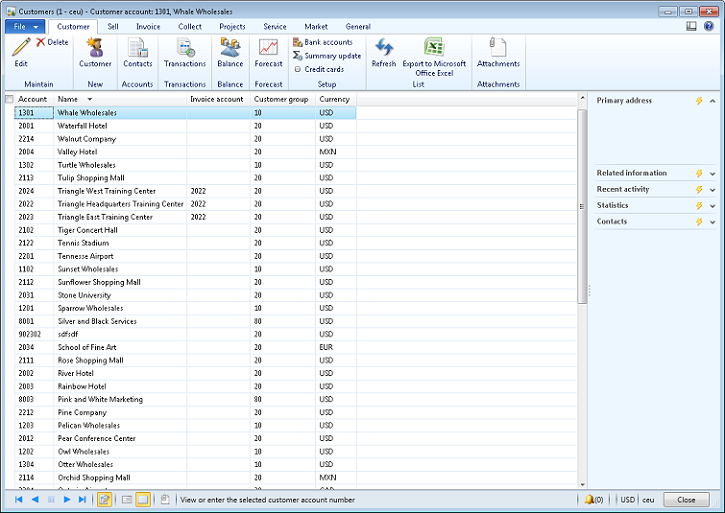 Customers (1 - ceu) - Customer account: 1301, Whale Wholesales
File Customer Sell Invoice Collect Projects Service Market General
Edit Delete Customer Contacts Transactions Balance Forecast Bank accounts Summary update Credit cards Refresh Export to Microsoft Office Excel Attachments
Maintain New Accounts Transactions Balance Forecast Setup List Attachments
Account Name Invoice account Customer group Currency
1301 Whale Wholesales 10 USD
2001 Waterfall Hotel 20 USD
2214 Walnut Company 20 USD
2004 Valley Hotel 20 MXN
1302 Turtle Wholesales 10 USD
2113 Tulip Shopping Mall 20 USD
2024 Triangle West Training Center 2022 20 USD
2022 Triangle Headquarters Training Center 2022 20 USD
2023 Triangle East Training Center 2022 20 USD
2102 Tiger Concert Hall 20 USD
2122 Tennis Stadium 20 USD
2201 Tennesse Airport 20 USD
1102 Sunset Wholesales 10 USD
2112 Sunflower Shopping Mall 20 USD
2031 Stone University 20 USD
1201 Sparrow Wholesales 10 USD
8001 Silver and Black Services 80 USD
902302 sdfsdf 20 USD
2034 School of Fine Art 20 EUR
2111 Rose Shopping Mall 20 USD
2002 River Hotel 20 USD
2003 Rainbow Hotel 20 USD
8003 Pink and White Marketing 80 USD
2212 Pine Company 20 USD
1203 Pelican Wholesales 10 USD
2012 Pear Conference Center 20 USD
1202 Owl Wholesales 10 USD
1304 Otter Wholesales 10 USD
2114 Orchid Shopping Mall 20 MXN
Primary address
Related information
Recent activity
Statistics
Contacts
View or enter the selected customer account number (0) USD ceu Close